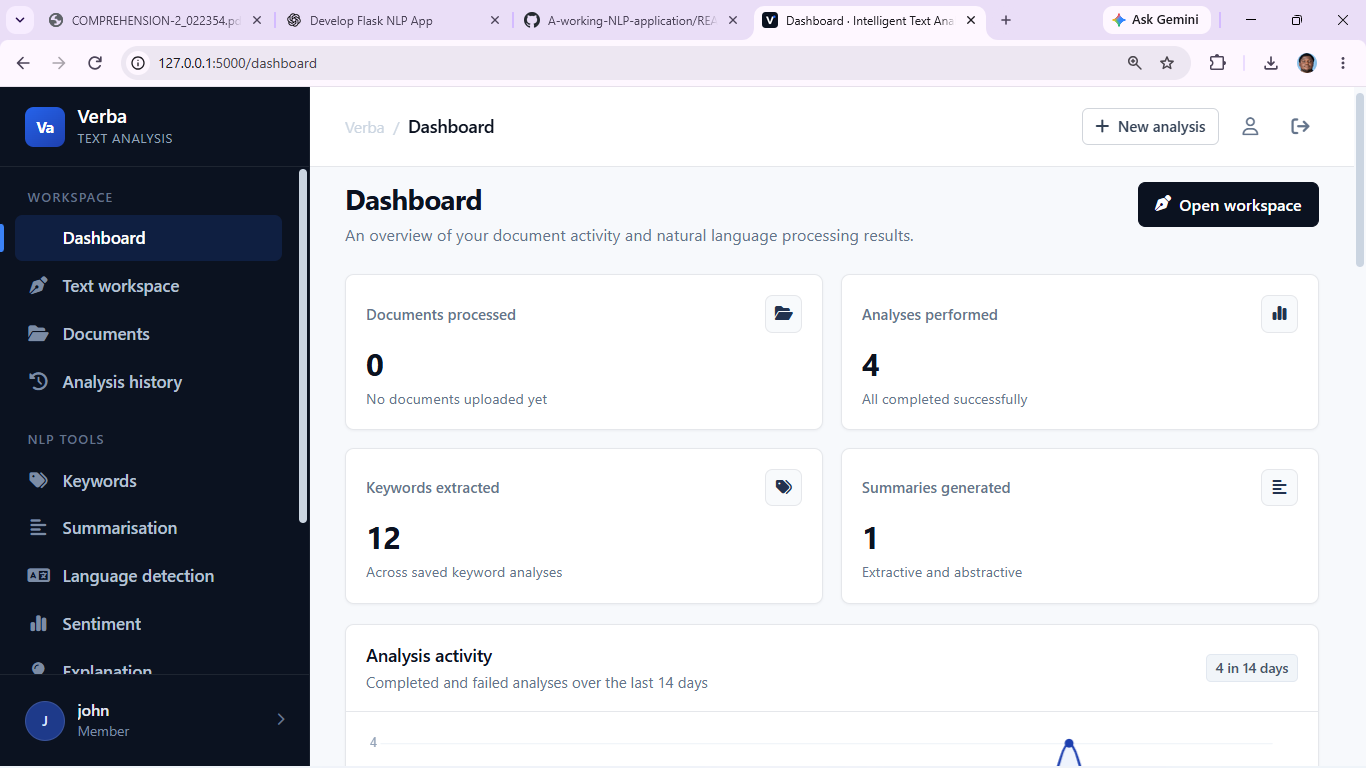 COMPREHENSION-2_022354.pd
Develop Flask NLP App
A-working-NLP-application/REA
V
Dashboard · Intelligent Text Ana
Ask Gemini
127.0.0.1:5000/dashboard
Va
Verba
TEXT ANALYSIS
WORKSPACE
Dashboard
Text workspace
Documents
Analysis history
NLP TOOLS
Keywords
Summarisation
Language detection
Sentiment
Explanation
J
john
Member
Verba / Dashboard
New analysis
Dashboard
An overview of your document activity and natural language processing results.
Open workspace
Documents processed
0
No documents uploaded yet
Analyses performed
4
All completed successfully
Keywords extracted
12
Across saved keyword analyses
Summaries generated
1
Extractive and abstractive
Analysis activity
Completed and failed analyses over the last 14 days
4 in 14 days
4